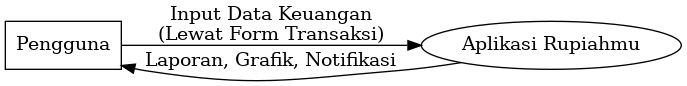 Input Data Keuangan
(Lewat Form Transaksi)
Pengguna
Aplikasi Rupiahmu
Laporan, Grafik, Notifikasi